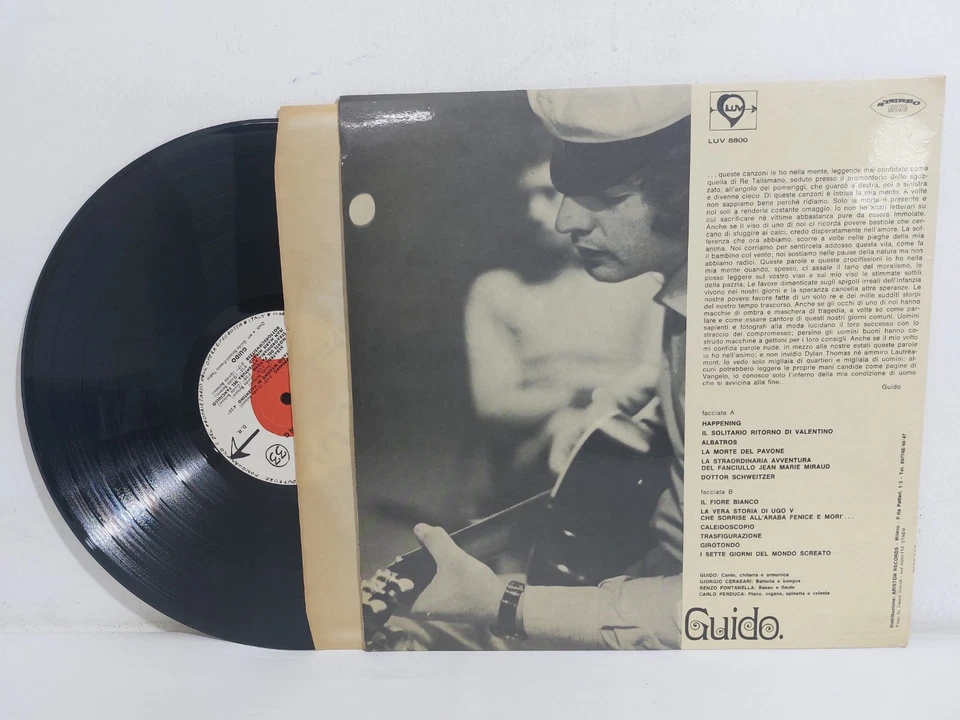 LUV
LUV 8800
STEREO
. . . queste canzoni le ho nella mente, leggende mai confidate come
quella di Re Talismano, seduto presso il promontorio dello sgoz-
zato, all'angolo dei pomeriggi, che guardò a destra, poi a sinistra
e divenne cieco. Di queste canzoni è intrisa la mia mente. A volte
non sappiamo bene perché ridiamo. Solo la morte è presente e
noi soli a renderle costante omaggio. Io non ho altari letterari su
cui sacrificare né vittime abbastanza pure da essere immolate.
Anche se il viso di uno di noi ci ricorda povere bestiole che cer-
cano di sfuggire ai calci, credo disperatamente nell'amore. La sof-
ferenza che ora abbiamo, scorre a volte nelle pieghe della mia
anima. Noi corriamo per sentircela addosso questa vita, come fa
il bambino col vento; noi sostiamo nelle pause della natura ma non
abbiamo radici. Queste parole e queste crocifissioni io ho nella
mia mente quando, spesso, ci assale il tarlo del moralismo, io
posso leggere sul vostro viso e sul mio viso le stimmate sottili
della pazzia. Le favore dimenticate sugli spigoli irreali dell'infanzia
vivono nei nostri giorni e la speranza cancella altre speranze. Le
nostre povere favore fatte di un solo re e dei mille sudditi storpi
del nostro tempo trascorso. Anche se gli occhi di uno di noi hanno
macchie di ombra e maschera di tragedia, a volte so come par-
lare e come essere cantore di questi nostri giorni comuni. Uomini
sapienti e fotografi alla moda lucidano il loro successo con lo
straccio del compromesso; persino gli uomini buoni hanno co-
struito macchine a gettoni per i loro consigli. Anche se il mio volto
mi confida parole nude, in mezzo alle nostre estati queste parole
io ho nell'animo; e non invidio Dylan Thomas né ammiro Lautréa-
mont. Io vedo solo migliaia di quartieri e migliaia di uomini: al-
cuni potrebbero leggere le proprie mani candide come pagine di
Vangelo, io conosco solo l'inferno della mia condizione di uomo
che si avvicina alla fine.
Guido
facciata A
HAPPENING
IL SOLITARIO RITORNO DI VALENTINO
ALBATROS
LA MORTE DEL PAVONE
LA STRAORDINARIA AVVENTURA
DEL FANCIULLO JEAN MARIE MIRAUD
DOTTOR SCHWEITZER
facciata B
IL FIORE BIANCO
LA VERA STORIA DI UGO V
CHE SORRISE ALL'ARABA FENICE E MORI' . . .
CALEIDOSCOPIO
TRASFIGURAZIONE
GIROTONDO
I SETTE GIORNI DEL MONDO SCREATO
GUIDO: Canto, chitarra e armonica
GIORGIO CERASARI: Batteria e bongos
RENZO FONTANELLA: Basso e flauto
CARLO PERDUCA: Piano, organo, spinetta e celeste
Guido.
Distribuzione: ARISTON RECORDS - Milano
GUIDO
33
D.R.
ITALY